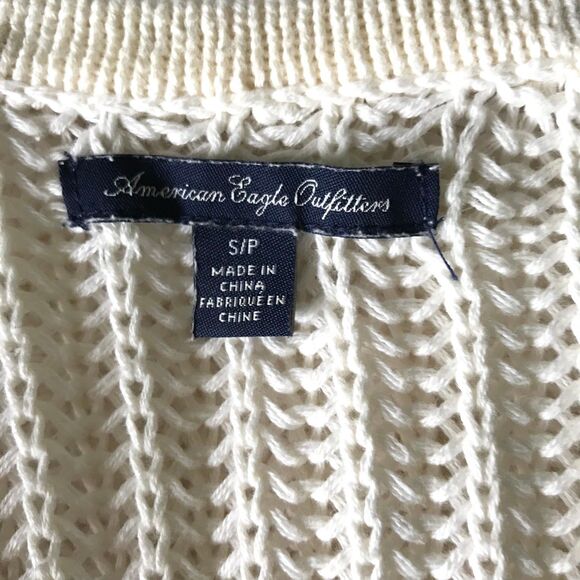 American Eagle Outfitters
S/P
MADE IN
CHINA
FABRIQUE EN
CHINE